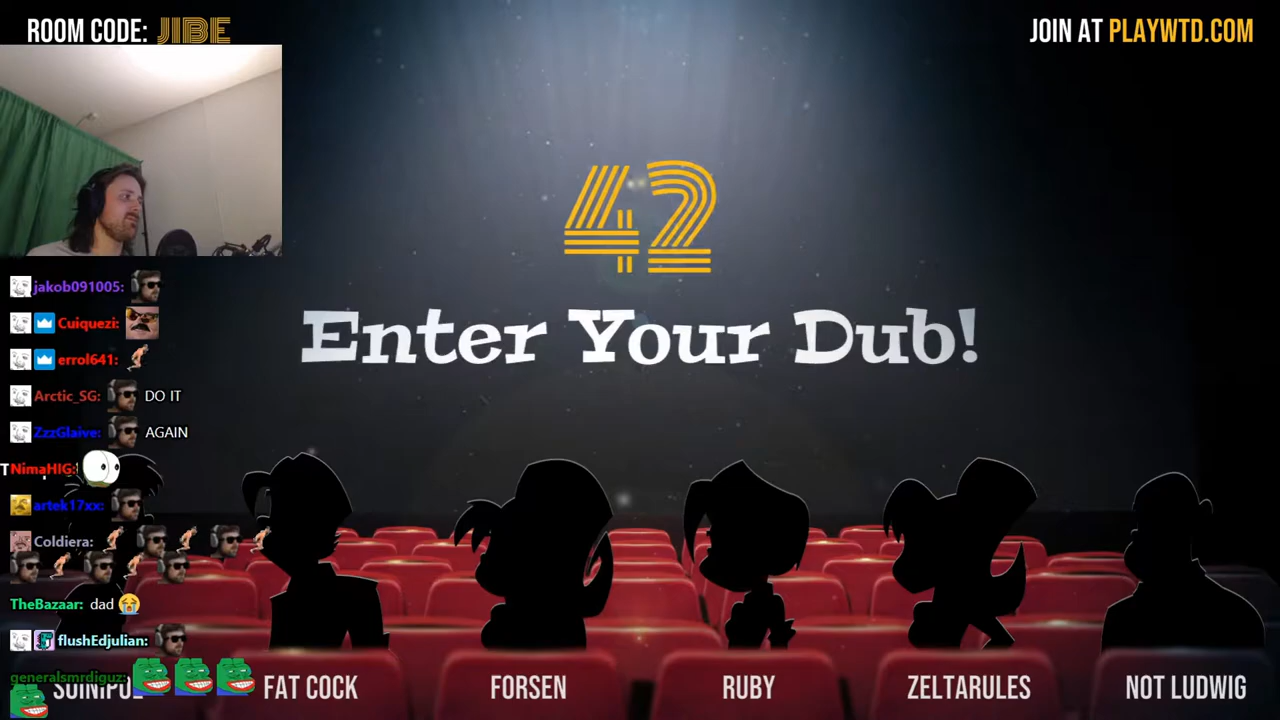 ROOM CODE: JIBE
JOIN AT PLAYWTD.COM
42
Enter Your Dub!
jakob091005:
Cuiquezi:
errol641:
Arctic_SG: DO IT
ZzzGlaive: AGAIN
NimaHIG:
artek17xx:
Coldiera:
TheBazaar: dad
flushEdjulian:
generalsmrdiguz:
FAT COCK
FORSEN
RUBY
ZELTARULES
NOT LUDWIG